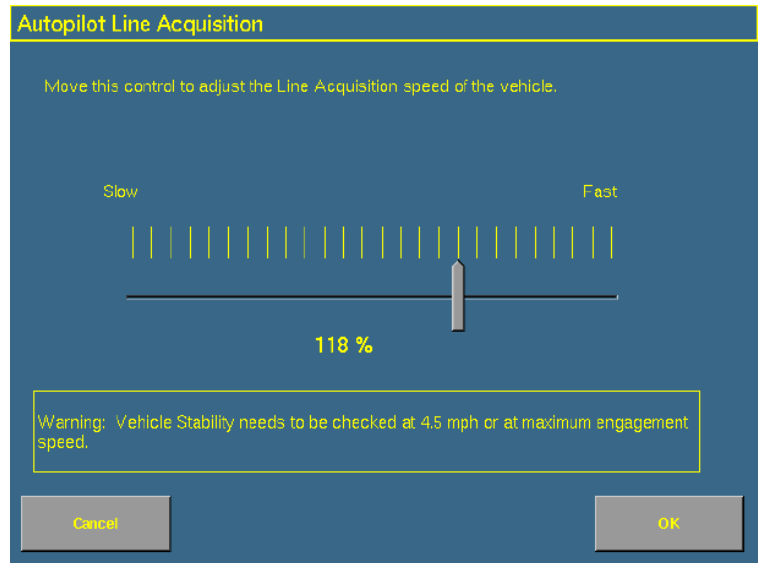 Autopilot Line Acquisition
Move this control to adjust the Line Acquisition speed of the vehicle.
Slow Fast
118 %
Warning: Vehicle Stability needs to be checked at 4.5 mph or at maximum engagement
speed.
Cancel OK